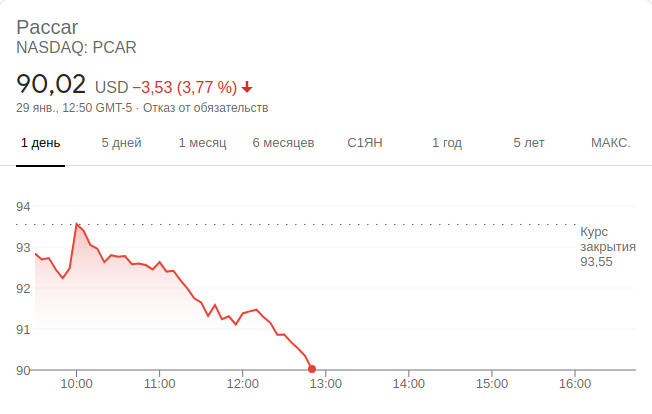 Paccar
NASDAQ: PCAR
90,02 USD −3,53 (3,77 %)
29 янв., 12:50 GMT-5 · Отказ от обязательств
1 день 5 дней 1 месяц 6 месяцев С1ЯН 1 год 5 лет МАКС.
94
Курс
закрытия
93,55
93
92
91
90
10:00 11:00 12:00 13:00 14:00 15:00 16:00